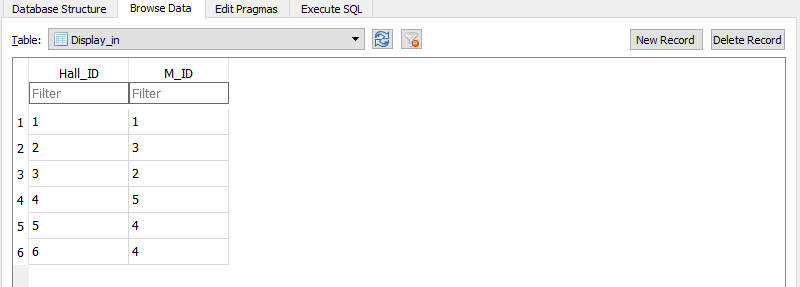 Database Structure Browse Data Edit Pragmas Execute SQL
Table: Display_in New Record Delete Record
Hall_ID M_ID
Filter Filter
1 1 1
2 2 3
3 3 2
4 4 5
5 5 4
6 6 4